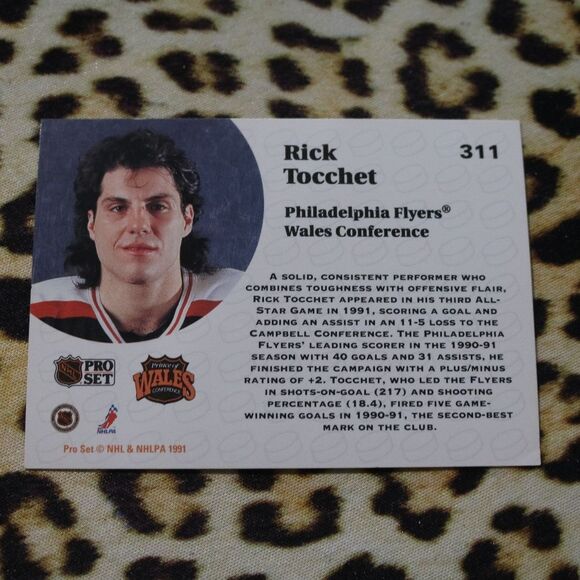 Rick
Tocchet
311
Philadelphia Flyers®
Wales Conference
A SOLID, CONSISTENT PERFORMER WHO
COMBINES TOUGHNESS WITH OFFENSIVE FLAIR,
RICK TOCCHET APPEARED IN HIS THIRD ALL-
STAR GAME IN 1991, SCORING A GOAL AND
ADDING AN ASSIST IN AN 11-5 LOSS TO THE
CAMPBELL CONFERENCE. THE PHILADELPHIA
FLYERS' LEADING SCORER IN THE 1990-91
SEASON WITH 40 GOALS AND 31 ASSISTS, HE
FINISHED THE CAMPAIGN WITH A PLUS/MINUS
RATING OF +2. TOCCHET, WHO LED THE FLYERS
IN SHOTS-ON-GOAL (217) AND SHOOTING
PERCENTAGE (18.4), FIRED FIVE GAME-
WINNING GOALS IN 1990-91, THE SECOND-BEST
MARK ON THE CLUB.
NHL PRO
SET
Prince of
WALES
CONFERENCE
NHLPA
Pro Set © NHL & NHLPA 1991